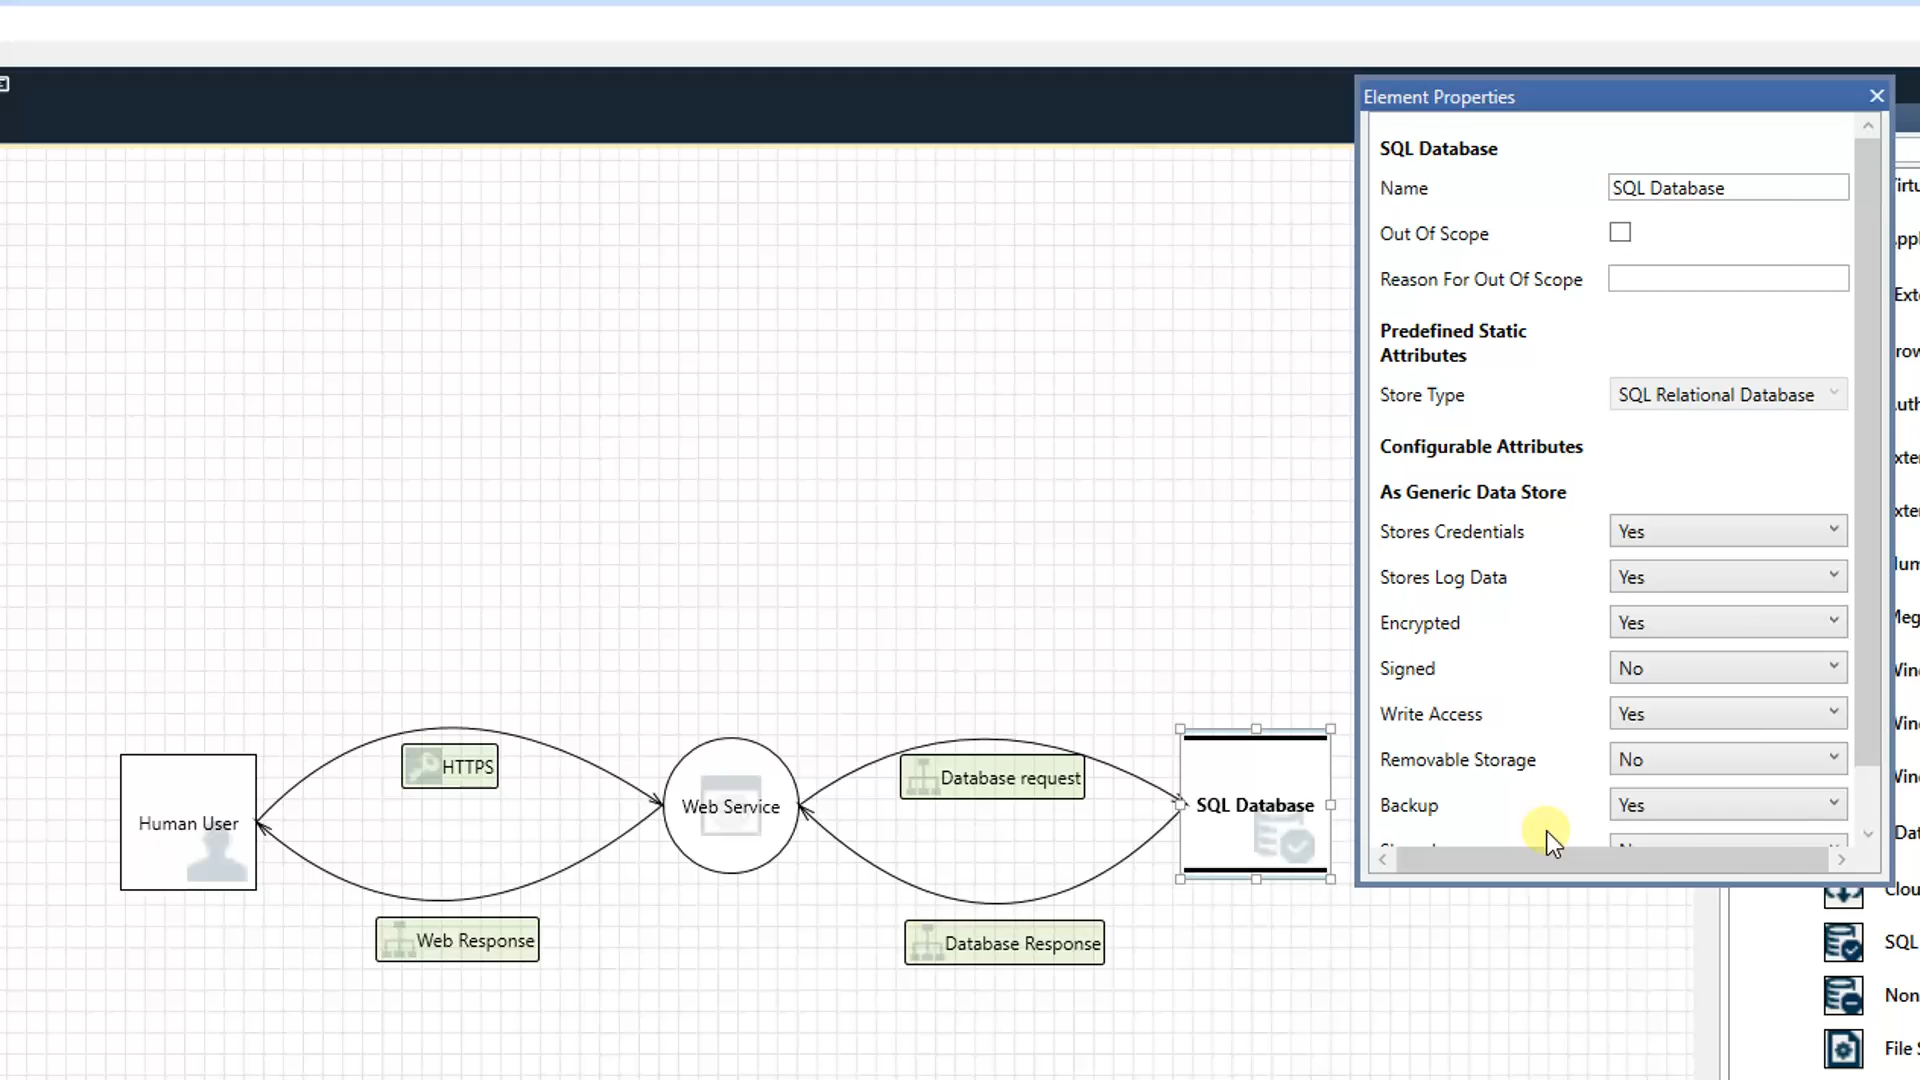 Element Properties
SQL Database
Name
SQL Database
Out Of Scope
Reason For Out Of Scope
Predefined Static
Attributes
Store Type
SQL Relational Database
Configurable Attributes
As Generic Data Store
Stores Credentials
Yes
Stores Log Data
Yes
Encrypted
Yes
Signed
No
Write Access
Yes
Removable Storage
No
Backup
Yes
Human User
HTTPS
Web Service
Database request
SQL Database
Web Response
Database Response
SQL
Non
File